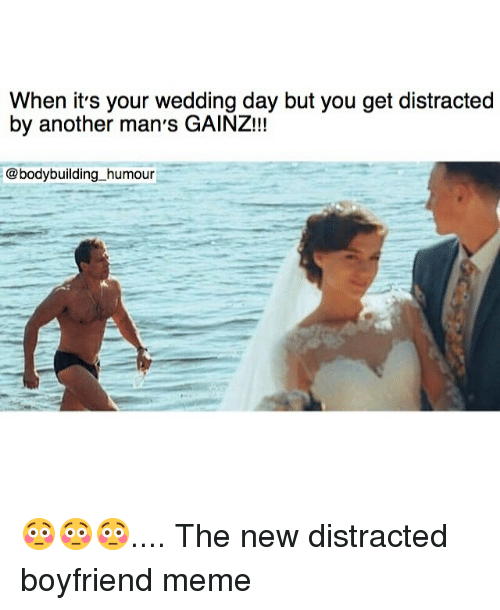 When it's your wedding day but you get distracted
by another man's GAINZ!!!
@bodybuilding_humour
😳😳😳.... The new distracted
boyfriend meme